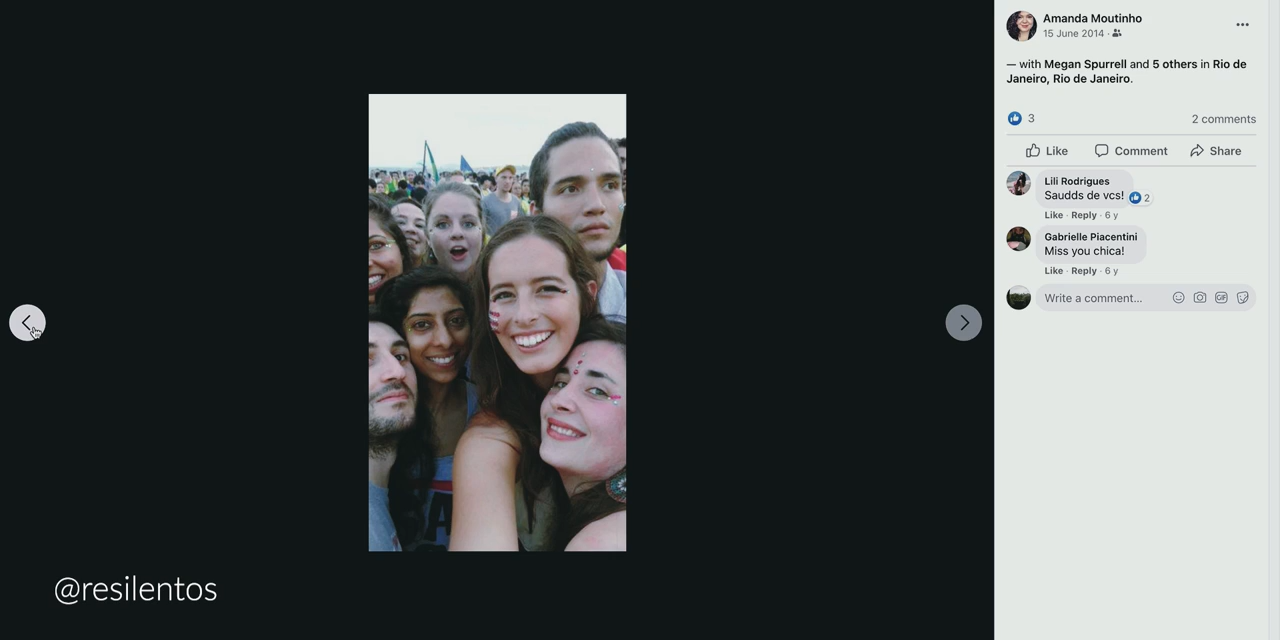 Amanda Moutinho
15 June 2014 ·
— with Megan Spurrell and 5 others in Rio de
Janeiro, Rio de Janeiro.
3
2 comments
Like
Comment
Share
Lili Rodrigues
Saudds de vcs!
2
Like · Reply · 6 y
Gabrielle Piacentini
Miss you chica!
Like · Reply · 6 y
Write a comment...
GIF
@resilentos